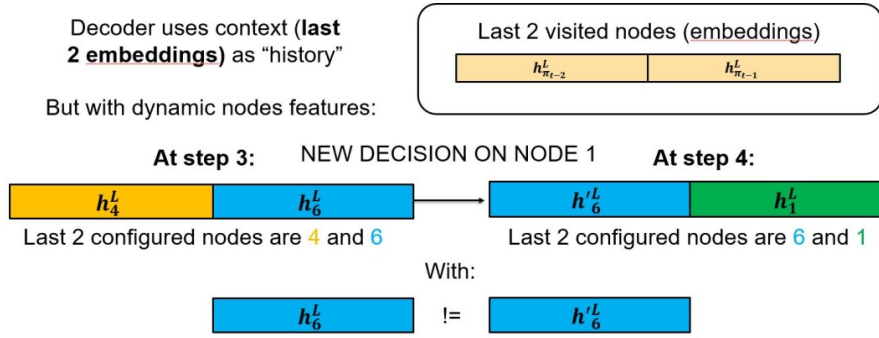 Decoder uses context (last
2 embeddings) as “history”
Last 2 visited nodes (embeddings)
h^L_{π_{t-2}} h^L_{π_{t-1}}
But with dynamic nodes features:
At step 3: NEW DECISION ON NODE 1 At step 4:
h^L_4 h^L_6 h'^L_6 h^L_1
Last 2 configured nodes are 4 and 6 Last 2 configured nodes are 6 and 1
With:
h^L_6 != h'^L_6